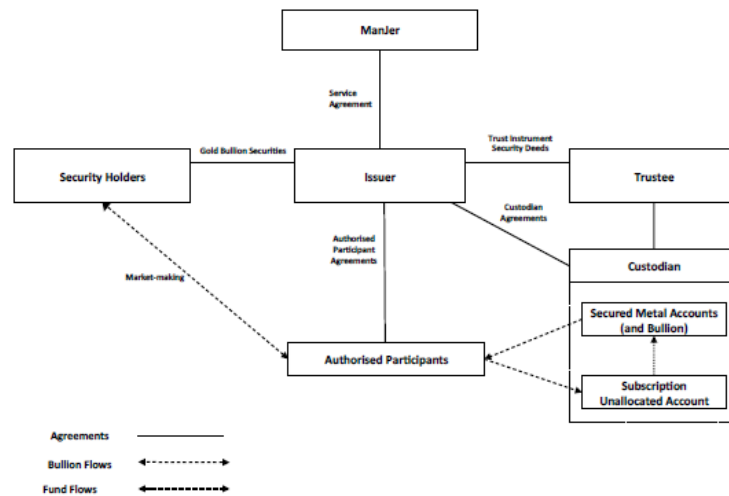 ManJer
Service
Agreement
Gold Bullion Securities
Trust Instrument
Security Deeds
Security Holders
Issuer
Trustee
Custodian
Agreements
Authorised
Participant
Agreements
Custodian
Market-making
Secured Metal Accounts
(and Bullion)
Authorised Participants
Subscription
Unallocated Account
Agreements
Bullion Flows
Fund Flows